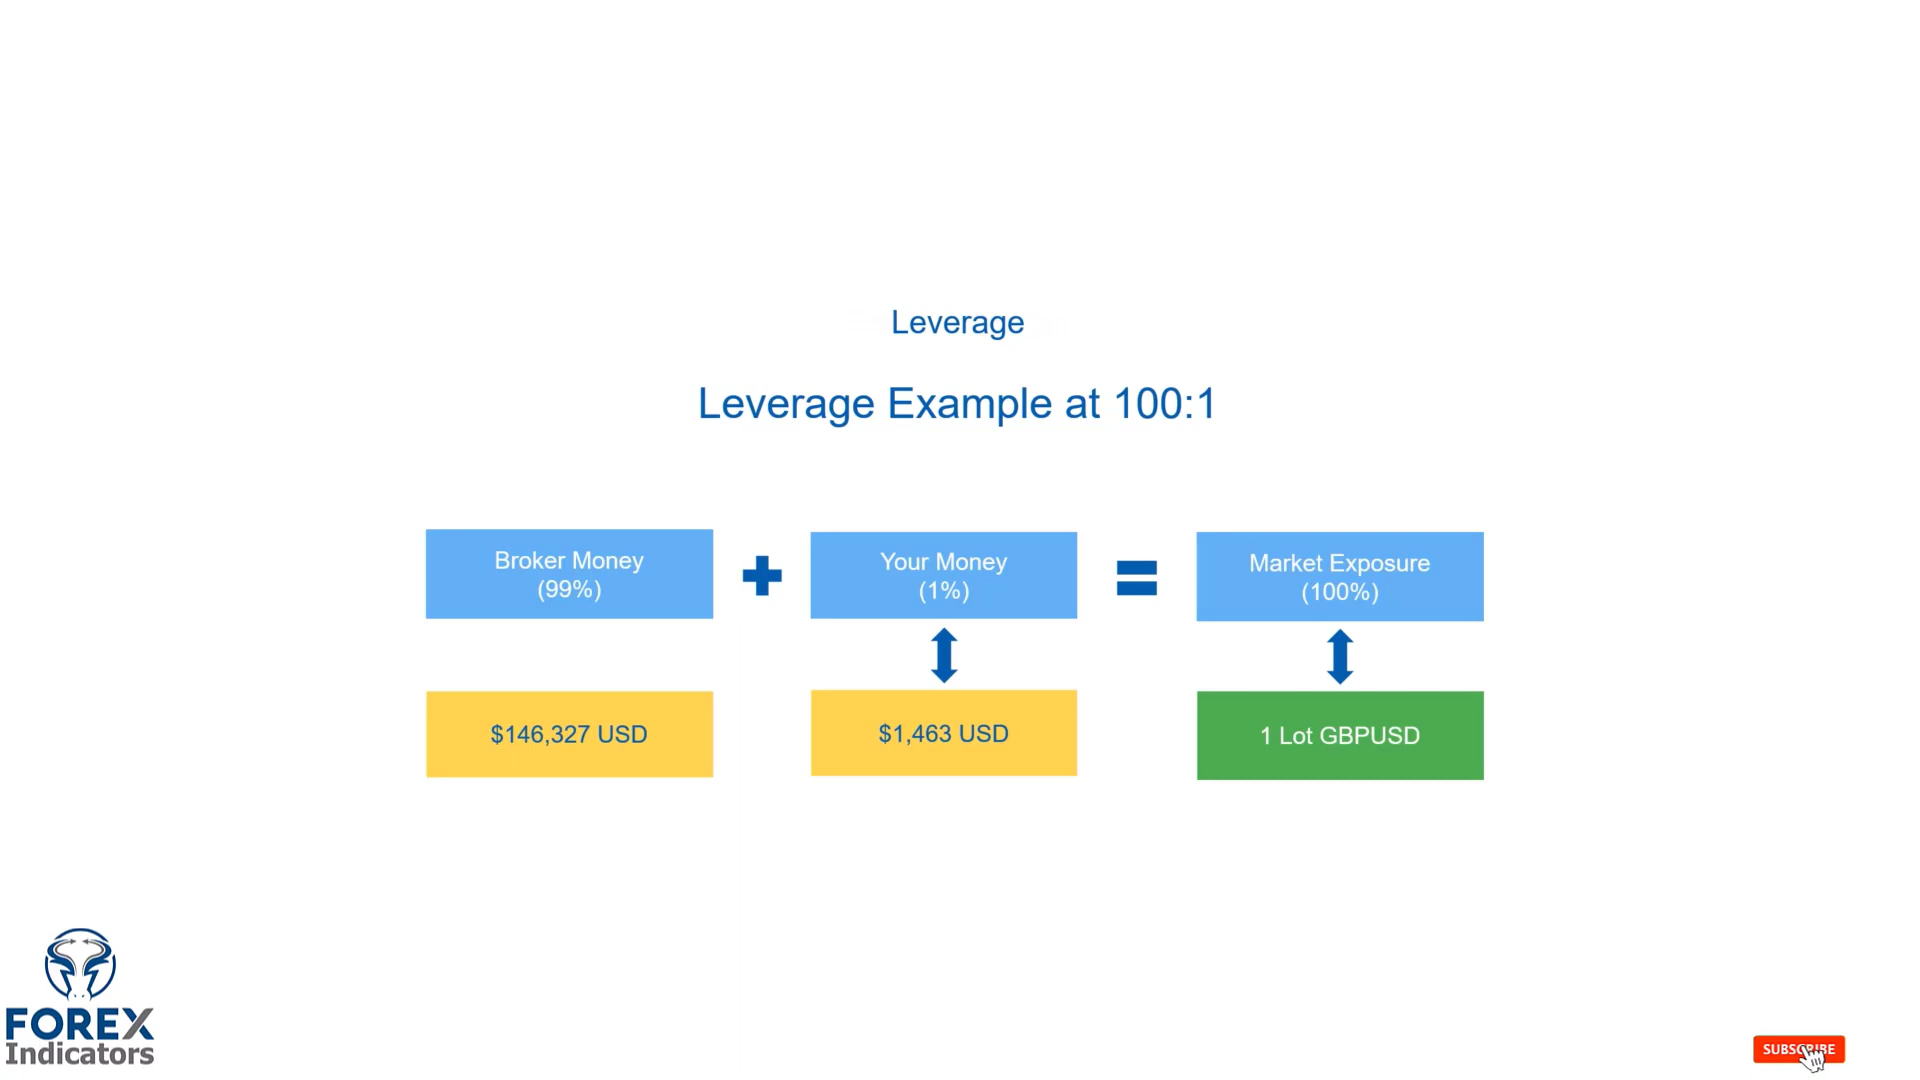 Leverage
Leverage Example at 100:1
Broker Money
(99%)
Your Money
(1%)
Market Exposure
(100%)
$146,327 USD
$1,463 USD
1 Lot GBPUSD
FOREX
Indicators
SUBSCRIBE